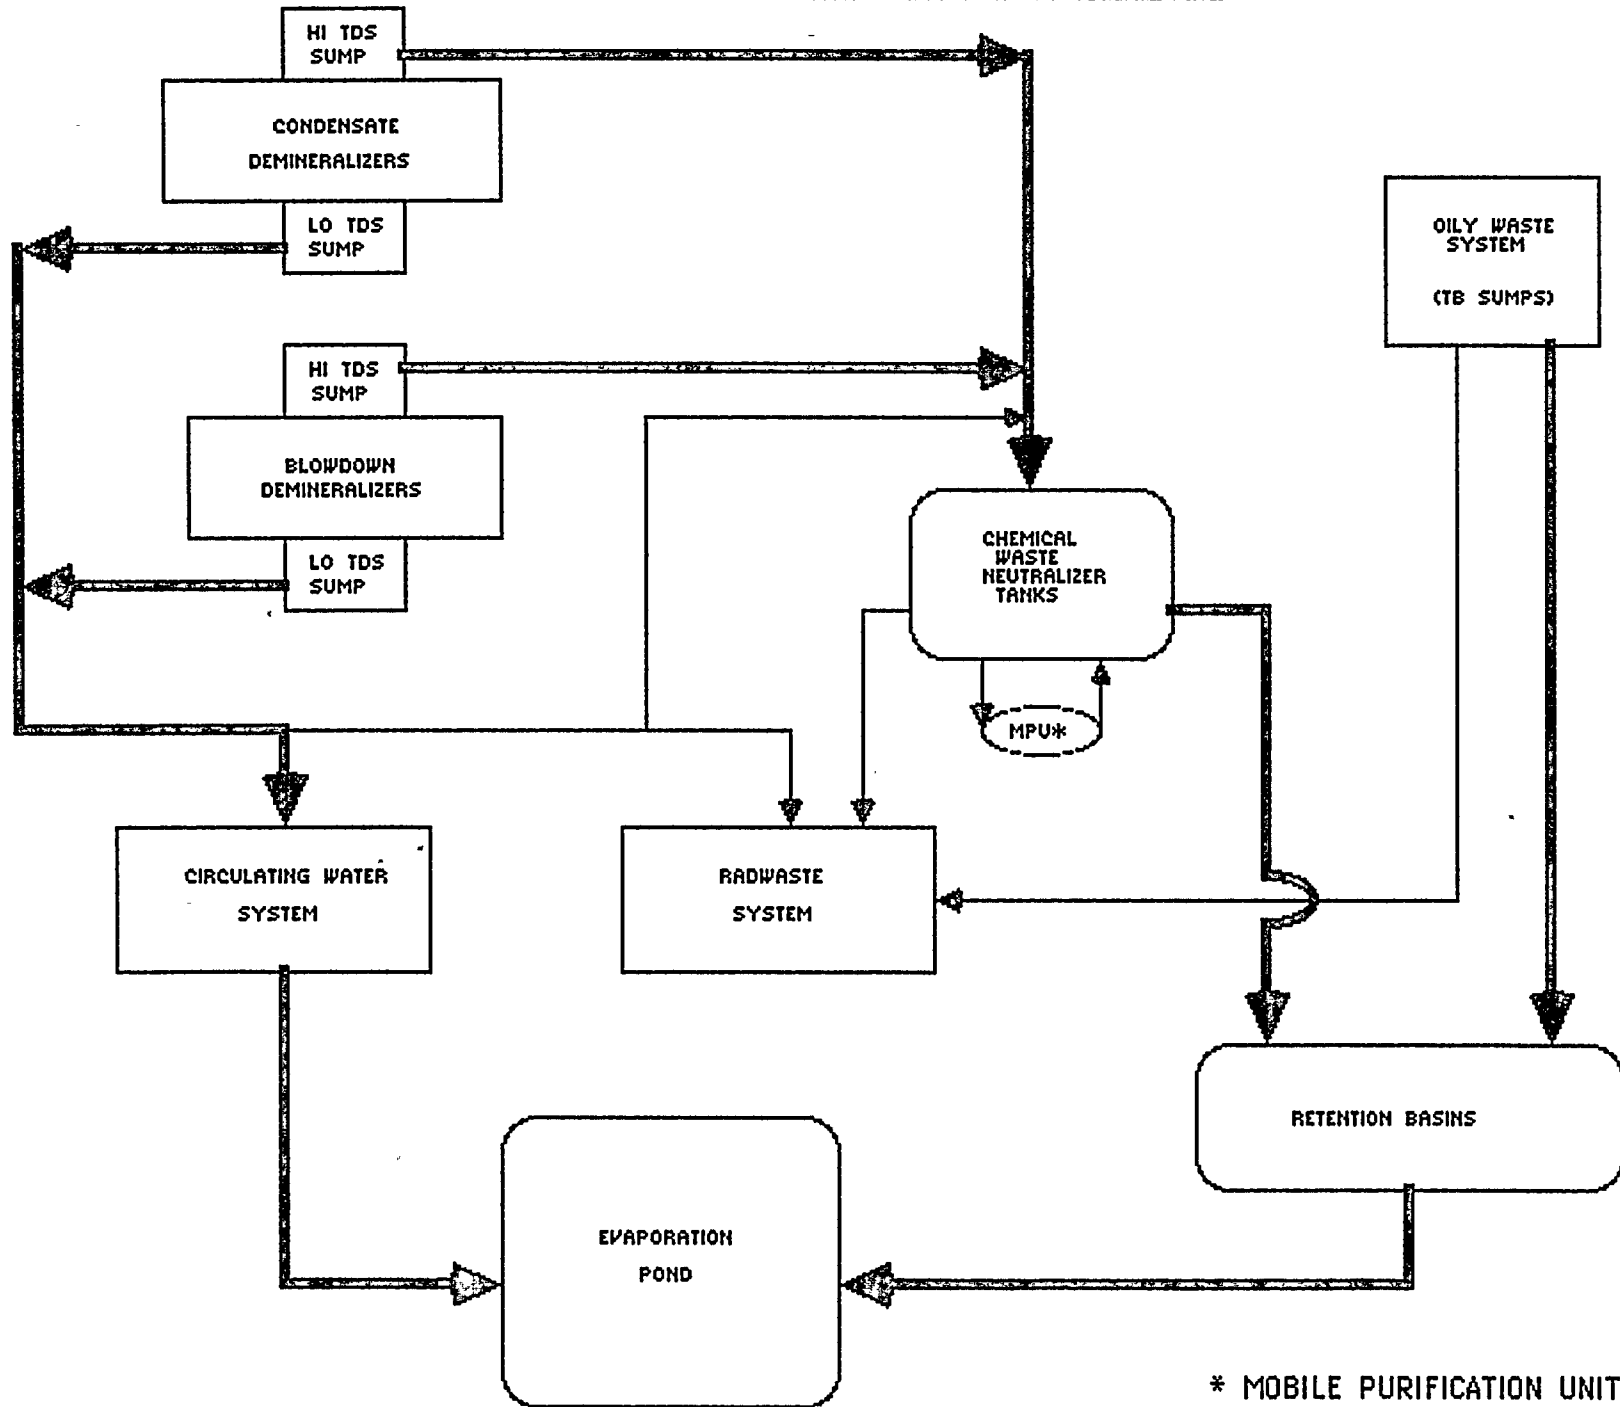 HI TDS
SUMP
CONDENSATE
DEMINERALIZERS
LO TDS
SUMP
OILY WASTE
SYSTEM
(TB SUMPS)
HI TDS
SUMP
BLOWDOWN
DEMINERALIZERS
LO TDS
SUMP
CHEMICAL
WASTE
NEUTRALIZER
TANKS
MPU*
CIRCULATING WATER
SYSTEM
RADWASTE
SYSTEM
RETENTION BASINS
EVAPORATION
POND
* MOBILE PURIFICATION UNIT